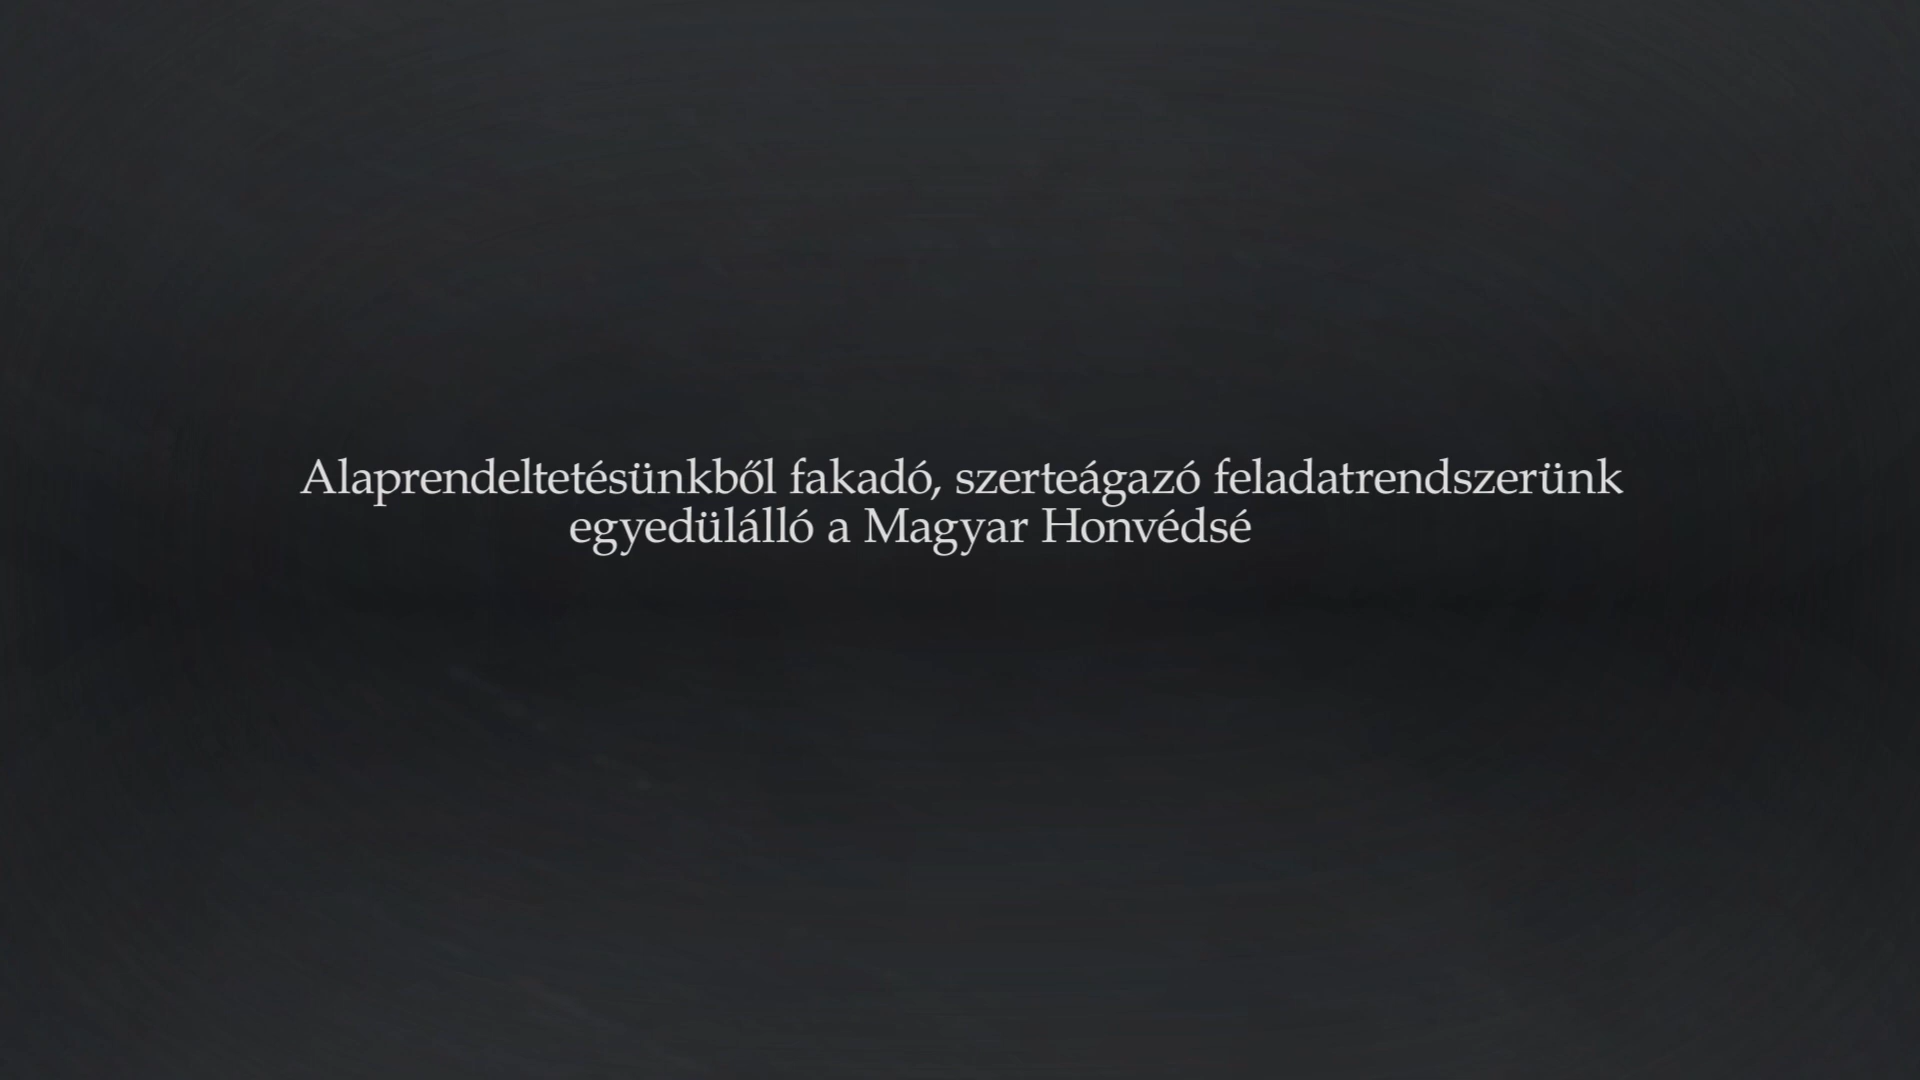 Alaprendeltetésünkből fakadó, szerteágazó feladatrendszerünk
egyedülálló a Magyar Honvédsé